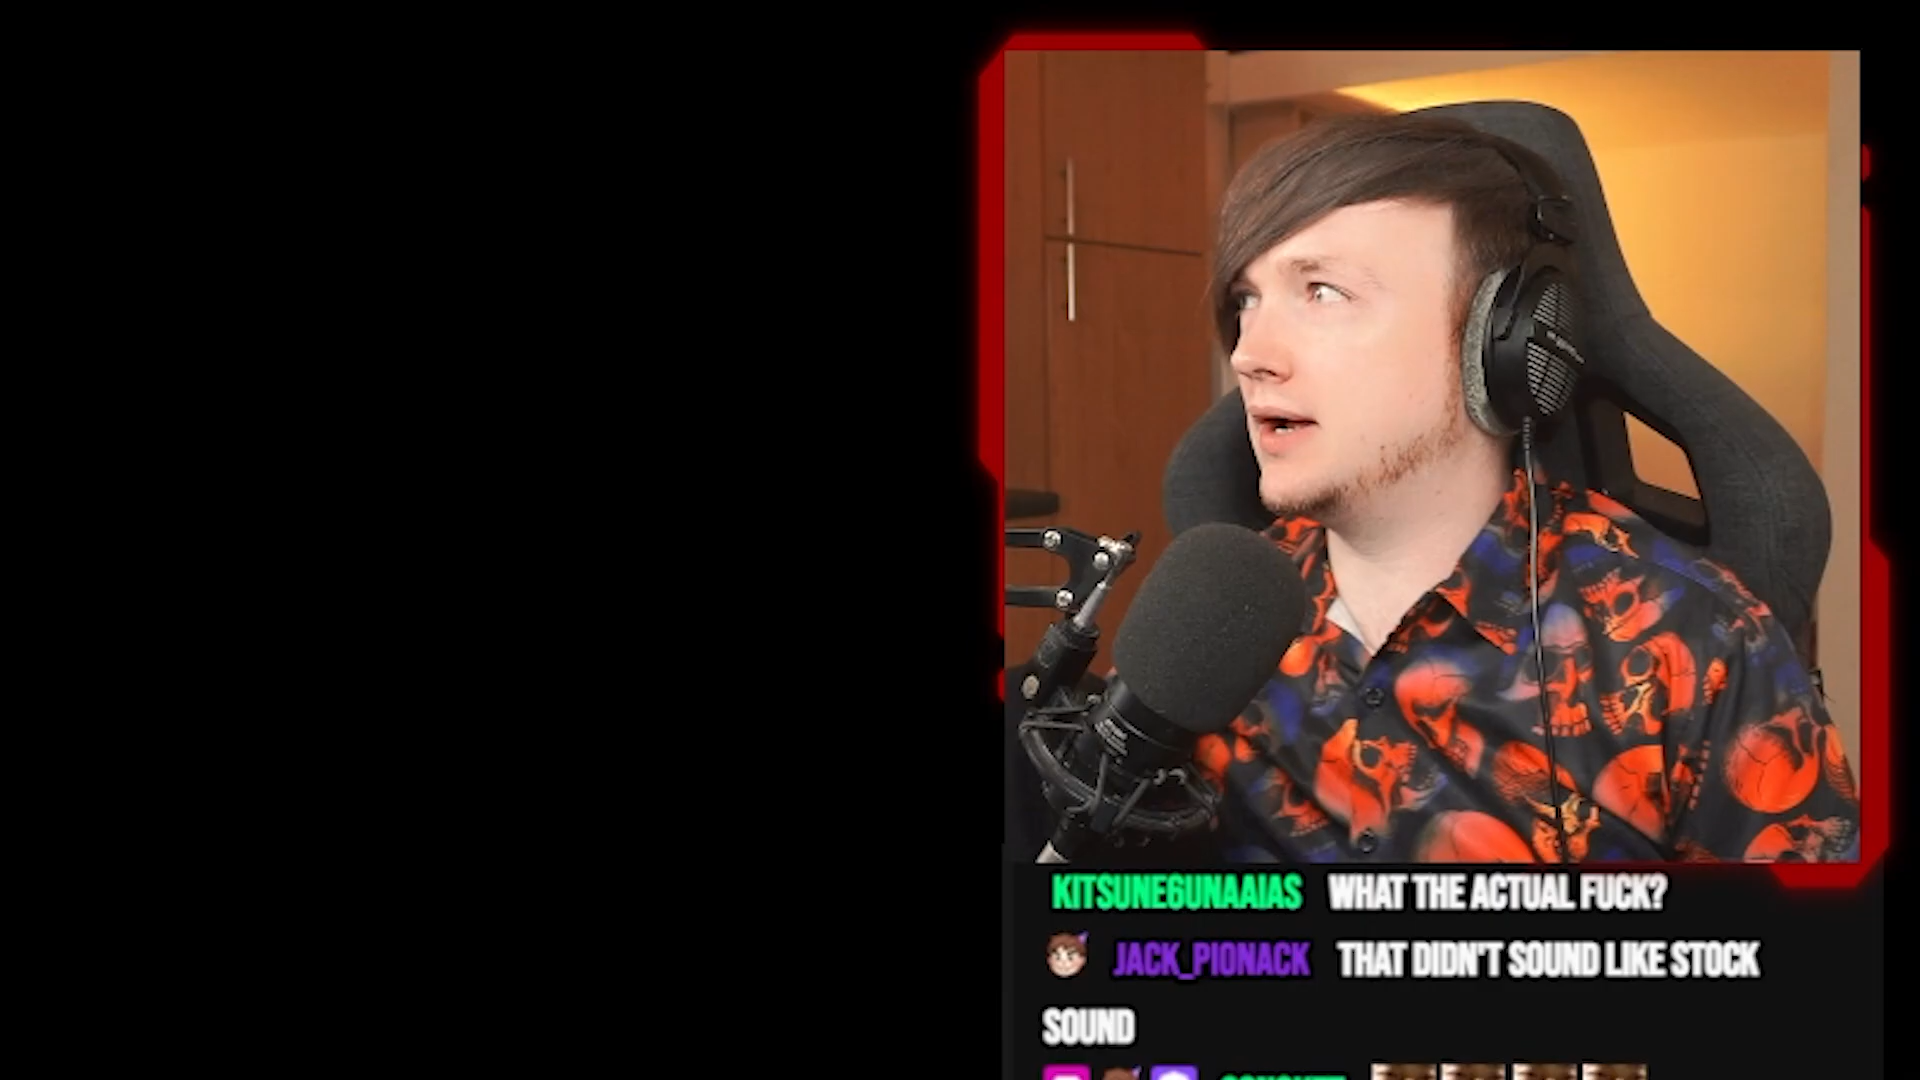 KITSUNE6UNAAIAS WHAT THE ACTUAL FUCK?
JACK_PIONACK THAT DIDN'T SOUND LIKE STOCK
SOUND